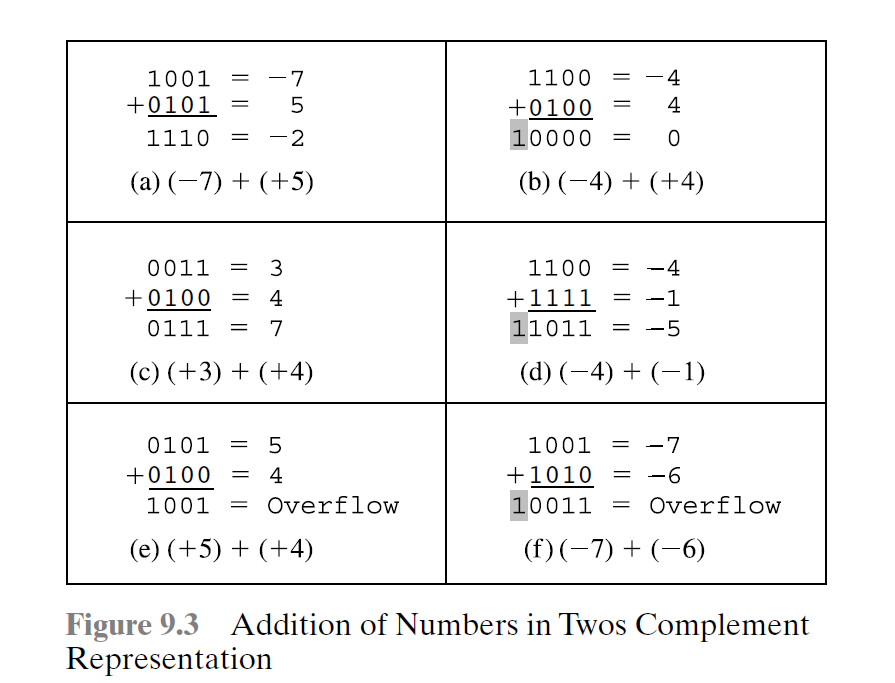 1001 = −7
+0101 = 5
1110 = −2
(a) (−7) + (+5)
1100 = −4
+0100 = 4
10000 = 0
(b) (−4) + (+4)
0011 = 3
+0100 = 4
0111 = 7
(c) (+3) + (+4)
1100 = −4
+1111 = −1
11011 = −5
(d) (−4) + (−1)
0101 = 5
+0100 = 4
1001 = Overflow
(e) (+5) + (+4)
1001 = −7
+1010 = −6
10011 = Overflow
(f) (−7) + (−6)
Figure 9.3 Addition of Numbers in Twos Complement
Representation